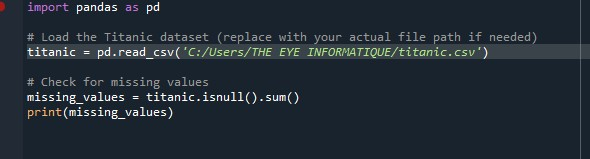 import pandas as pd
# Load the Titanic dataset (replace with your actual file path if needed)
titanic = pd.read_csv('C:/Users/THE EYE INFORMATIQUE/titanic.csv')
# Check for missing values
missing_values = titanic.isnull().sum()
print(missing_values)